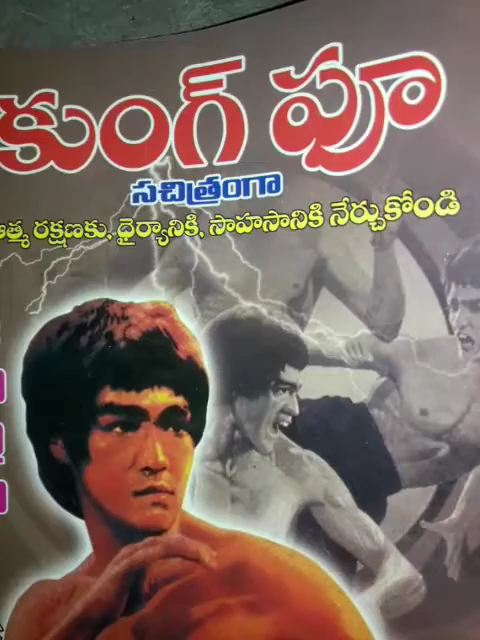 కుంగ్ ఫూ
సచిత్రంగా
ఆత్మ రక్షణకు, ధైర్యానికి, సాహసానికి నేర్చుకోండి